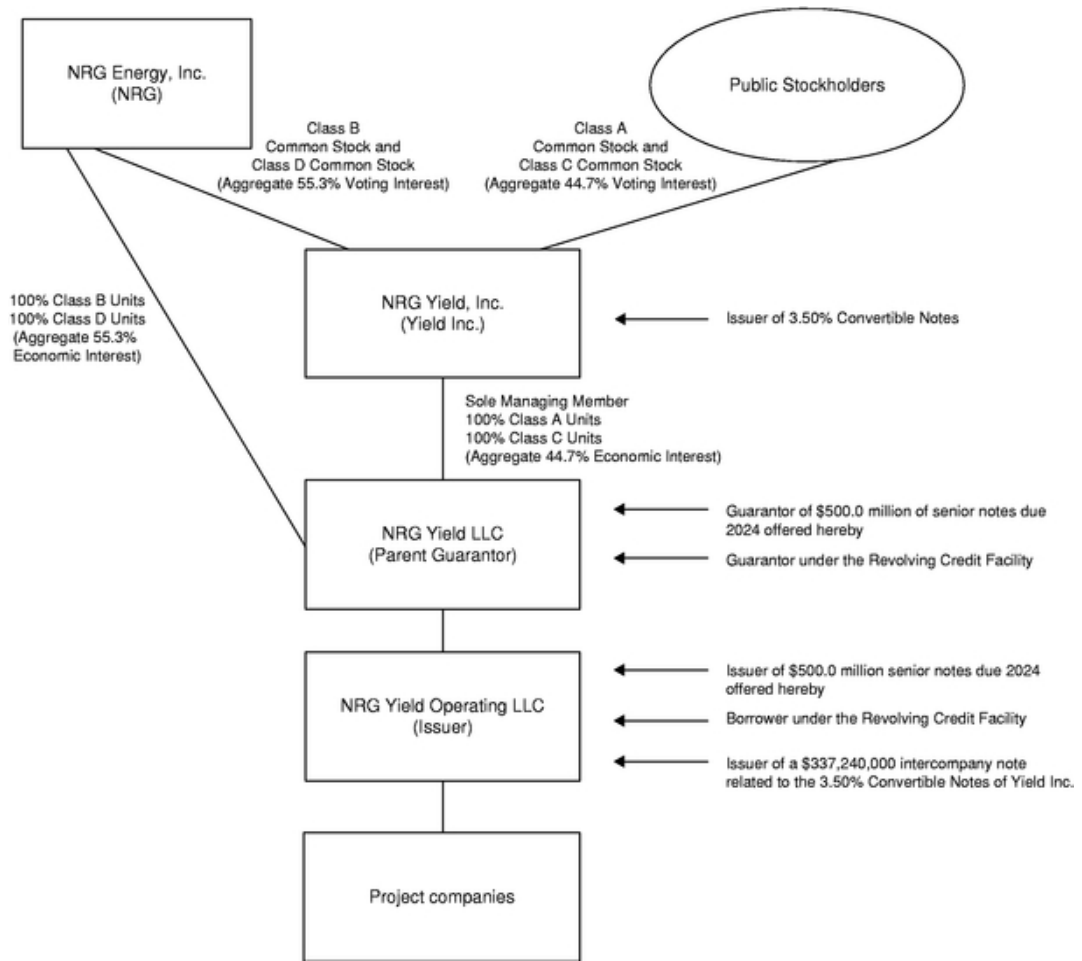 NRG Energy, Inc.
(NRG)
Public Stockholders
Class B
Common Stock and
Class D Common Stock
(Aggregate 55.3% Voting Interest)
Class A
Common Stock and
Class C Common Stock
(Aggregate 44.7% Voting Interest)
100% Class B Units
100% Class D Units
(Aggregate 55.3%
Economic Interest)
NRG Yield, Inc.
(Yield Inc.)
Issuer of 3.50% Convertible Notes
Sole Managing Member
100% Class A Units
100% Class C Units
(Aggregate 44.7% Economic Interest)
NRG Yield LLC
(Parent Guarantor)
Guarantor of $500.0 million of senior notes due
2024 offered hereby
Guarantor under the Revolving Credit Facility
NRG Yield Operating LLC
(Issuer)
Issuer of $500.0 million senior notes due 2024
offered hereby
Borrower under the Revolving Credit Facility
Issuer of a $337,240,000 intercompany note
related to the 3.50% Convertible Notes of Yield Inc.
Project companies